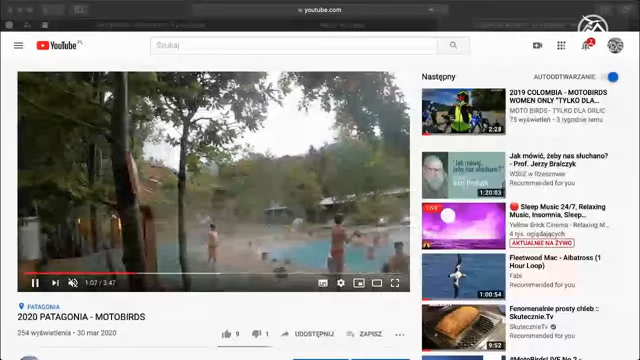 youtube.com
YouTube PL
Szukaj
2
Następny
AUTOODTWARZANIE
2019 COLOMBIA - MOTOBIRDS
WOMEN ONLY "TYLKO DLA...
MOTO BIRDS - TYLKO DLA ORLIC
75 wyświetleń • 3 tygodnie temu
2:28
Jak mówić, żeby nas słuchano?
- Prof. Jerzy Bralczyk
WSIiZ w Rzeszowie
Recommended for you
1:20:03
LIVE
Sleep Music 24/7, Relaxing
Music, Insomnia, Sleep...
Yellow Brick Cinema - Relaxing M...
4 tys. oglądających
AKTUALNIE NA ŻYWO
Fleetwood Mac - Albatross (1
Hour Loop)
Fabi
Recommended for you
1:00:54
Fenomenalnie prosty chleb ::
Skutecznie.Tv
SkutecznieTv
Recommended for you
9:52
#MotoBirdsLIVE No 2 -
1:07 / 3:47
PATAGONIA
2020 PATAGONIA - MOTOBIRDS
254 wyświetlenia • 30 mar 2020
9
1
UDOSTĘPNIJ
ZAPISZ